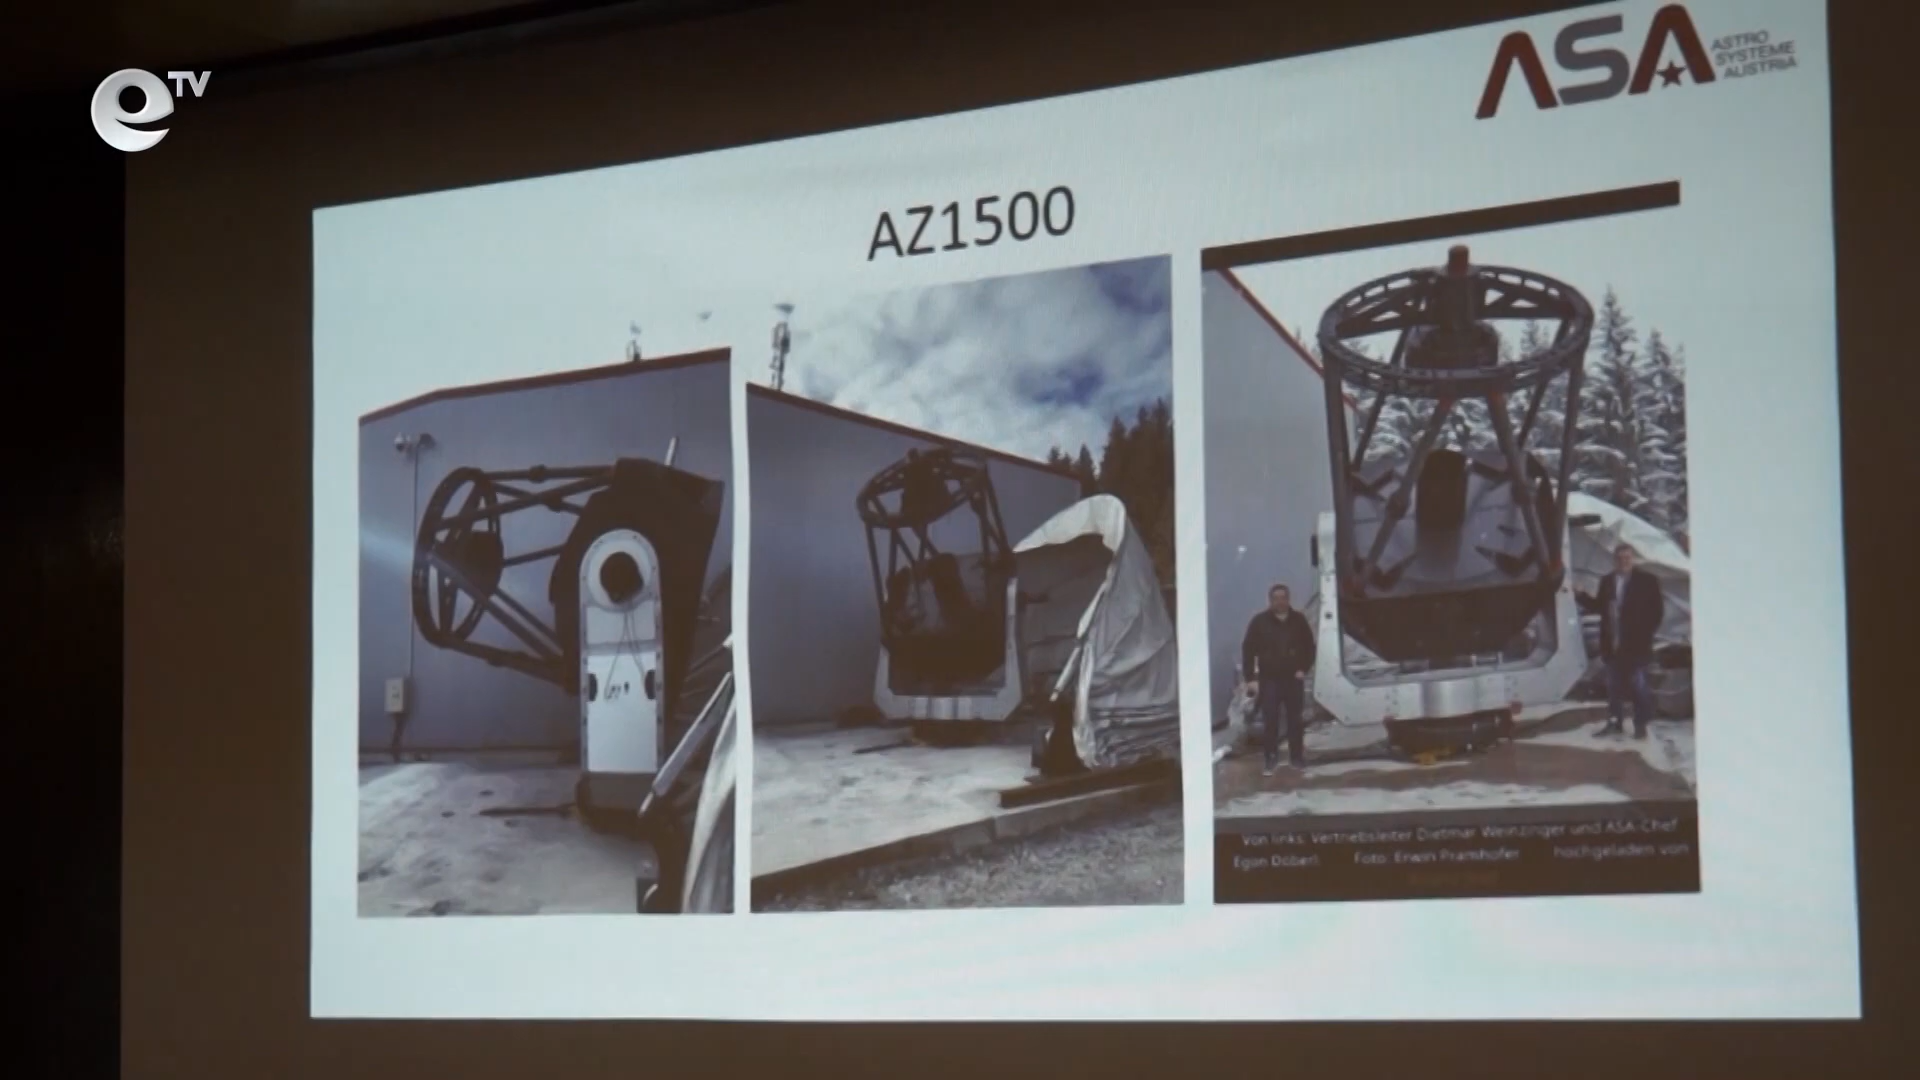 eTV
ASA
ASTRO
SYSTEME
AUSTRIA
AZ1500
Von links: Vertriebsleiter Dietmar Weinzinger und ASA-Chef
Egon Döberl Foto: Erwin Pramhofer hochgeladen von